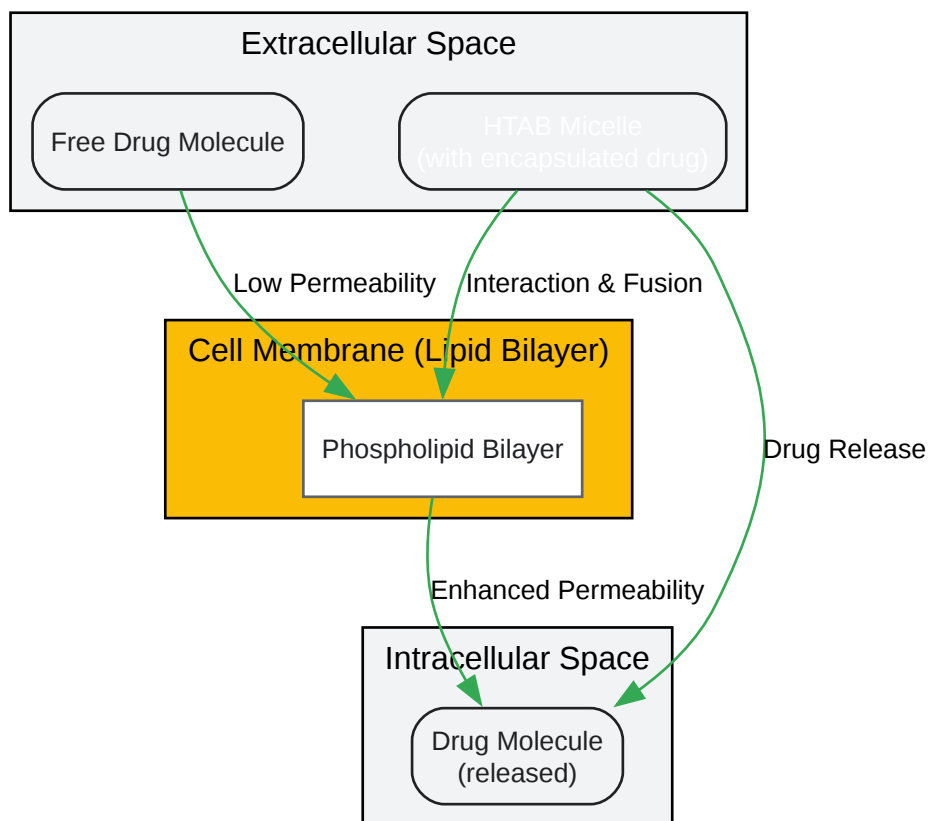 Extracellular Space
Free Drug Molecule
HTAB Micelle
(with encapsulated drug)
Low Permeability
Interaction & Fusion
Cell Membrane (Lipid Bilayer)
Phospholipid Bilayer
Drug Release
Enhanced Permeability
Intracellular Space
Drug Molecule
(released)